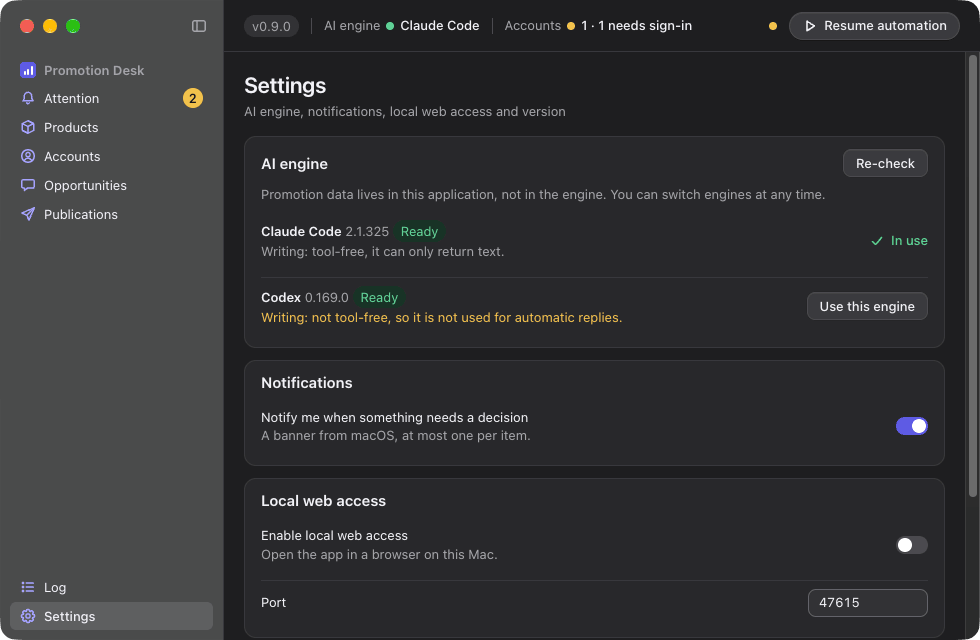 Promotion Desk
Attention
2
Products
Accounts
Opportunities
Publications
Log
Settings
v0.9.0
AI engine Claude Code
Accounts 1 · 1 needs sign-in
Resume automation
Settings
AI engine, notifications, local web access and version
AI engine
Re-check
Promotion data lives in this application, not in the engine. You can switch engines at any time.
Claude Code 2.1.325 Ready
Writing: tool-free, it can only return text.
In use
Codex 0.169.0 Ready
Writing: not tool-free, so it is not used for automatic replies.
Use this engine
Notifications
Notify me when something needs a decision
A banner from macOS, at most one per item.
Local web access
Enable local web access
Open the app in a browser on this Mac.
Port
47615